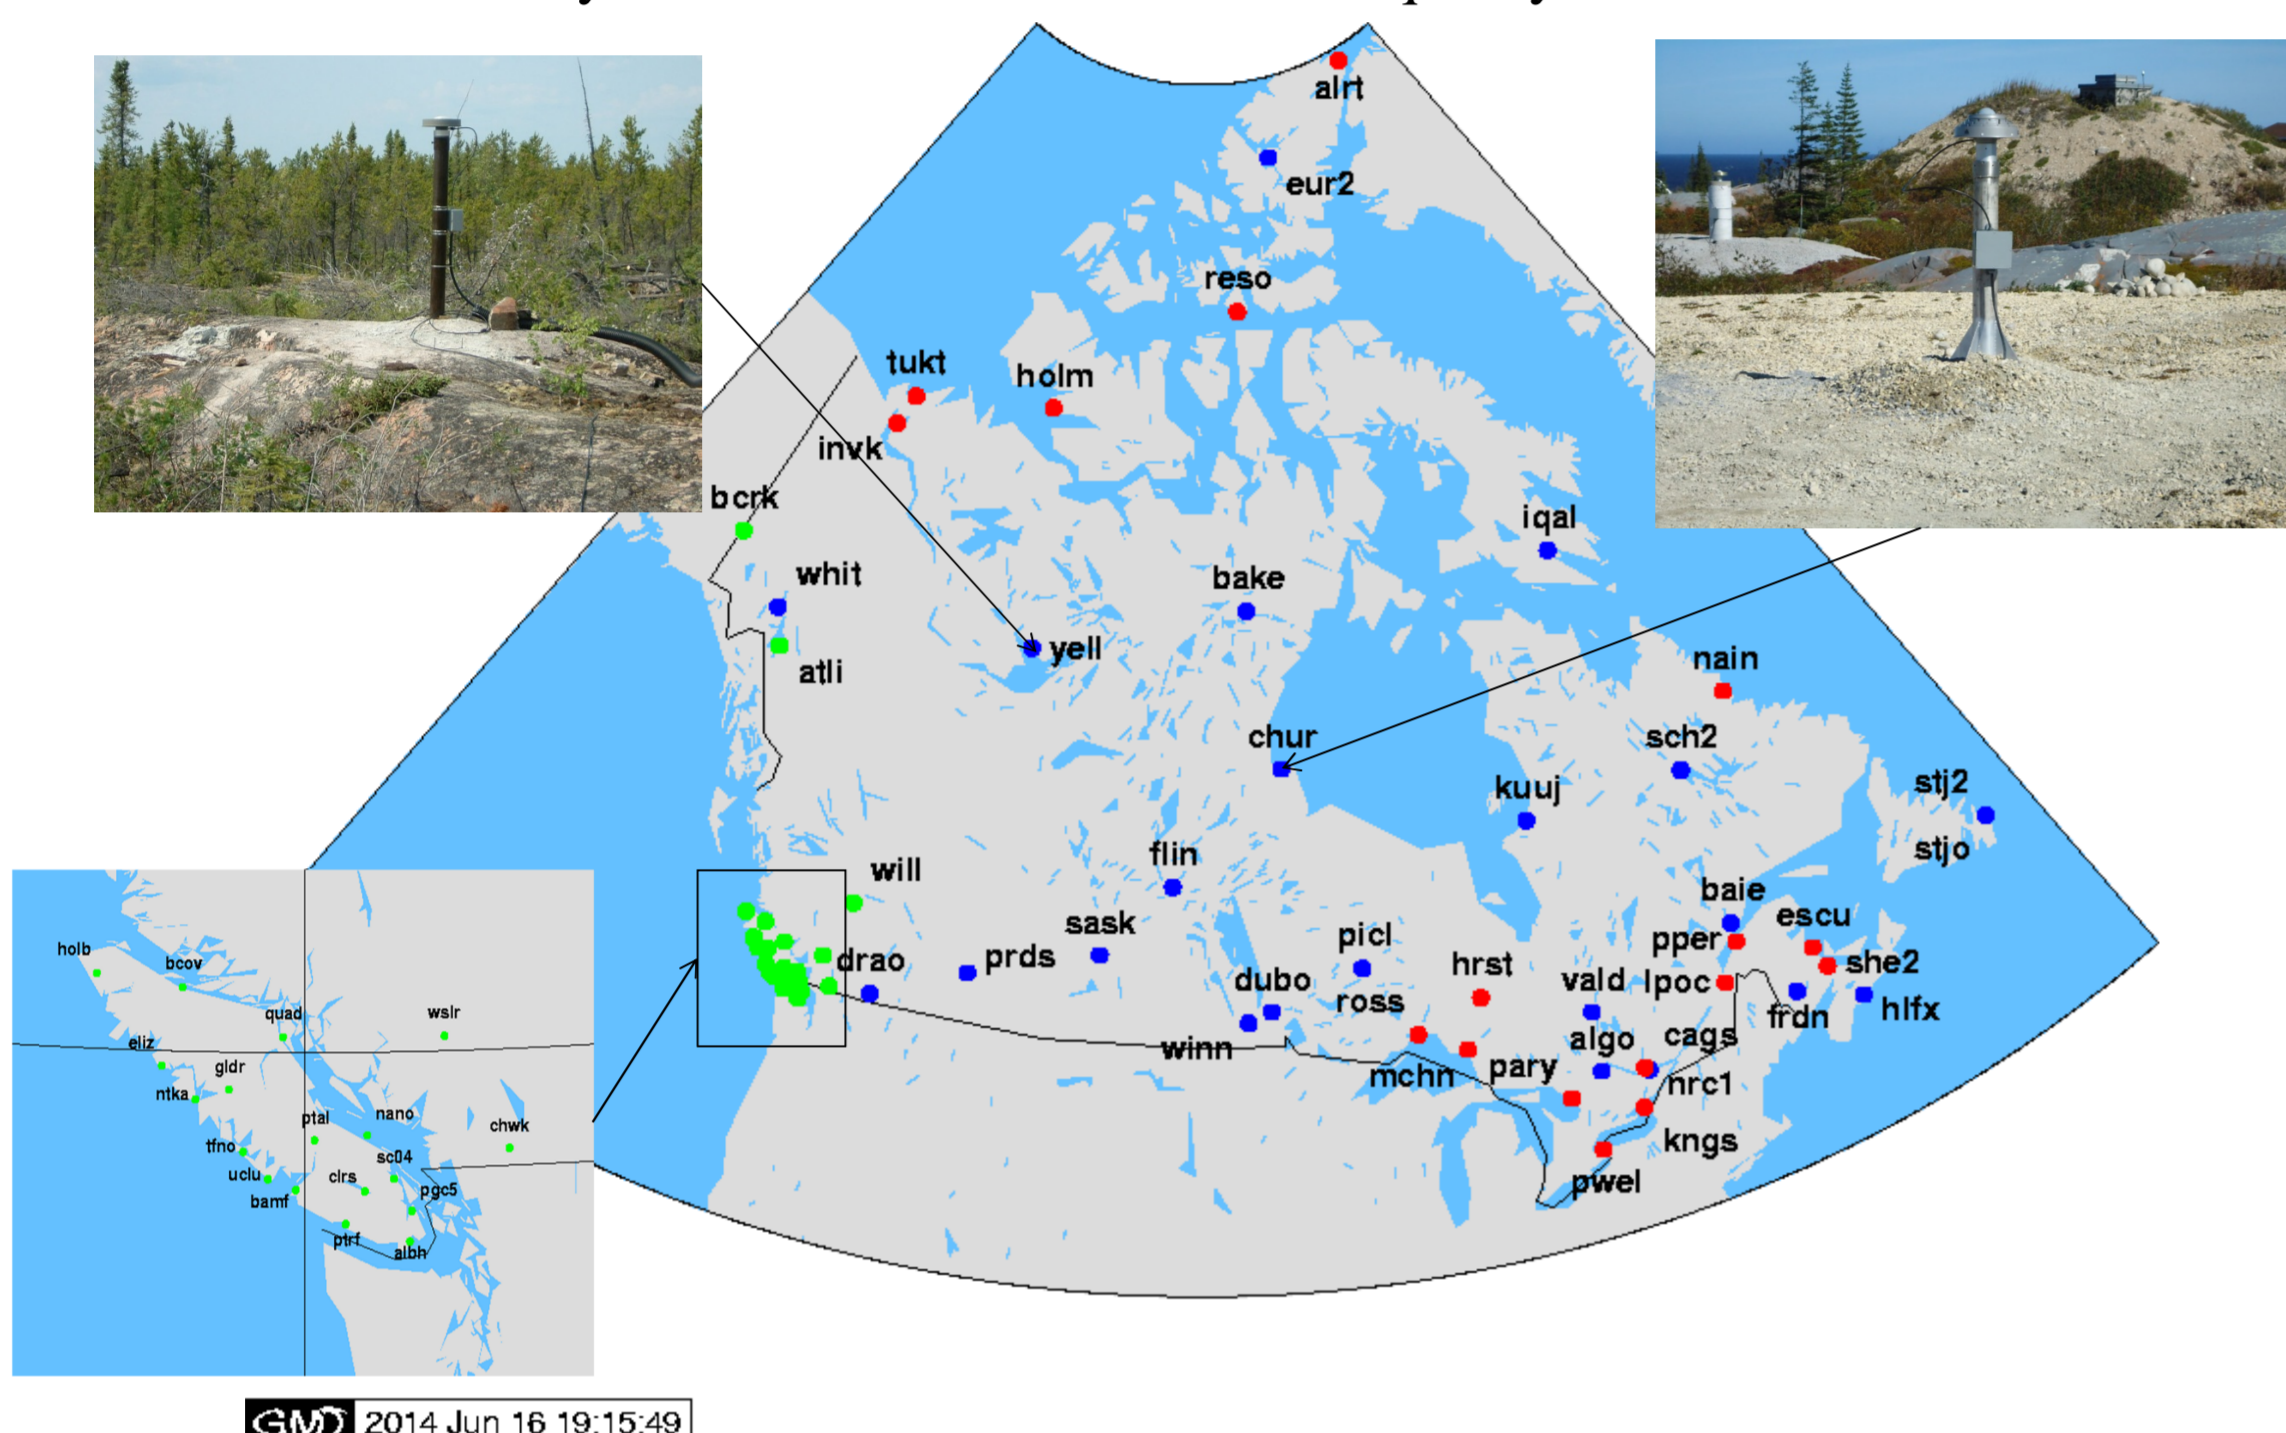 alrt
eur2
reso
tukt
holm
invk
bcrk
iqal
whit
bake
yell
atli
nain
chur
sch2
kuuj
stj2
stjo
flin
will
baie
escu
sask
picl
pper
drao
prds
hrst
vald
lpoc
she2
dubo
ross
frdn
hlfx
winn
algo
cags
mchn
pary
nrc1
kngs
pwel
holb
bcov
quad
wslr
eliz
gldr
ntka
ptal
nano
chwk
tfno
sc04
uclu
clrs
bamf
pgc5
ptrf
albh
GMD 2014 Jun 16 19:15:49